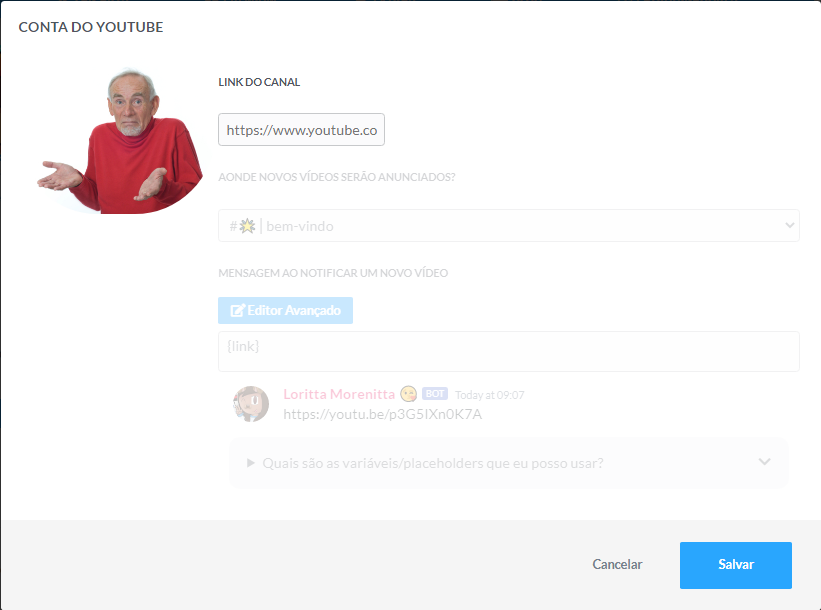 CONTA DO YOUTUBE
LINK DO CANAL
https://www.youtube.co
AONDE NOVOS VÍDEOS SERÃO ANUNCIADOS?
#🌟 | bem-vindo
MENSAGEM AO NOTIFICAR UM NOVO VÍDEO
Editor Avançado
{link}
Loritta Morenitta 😘 BOT Today at 09:07
https://youtu.be/p3G5IXn0K7A
Quais são as variáveis/placeholders que eu posso usar?
Cancelar
Salvar